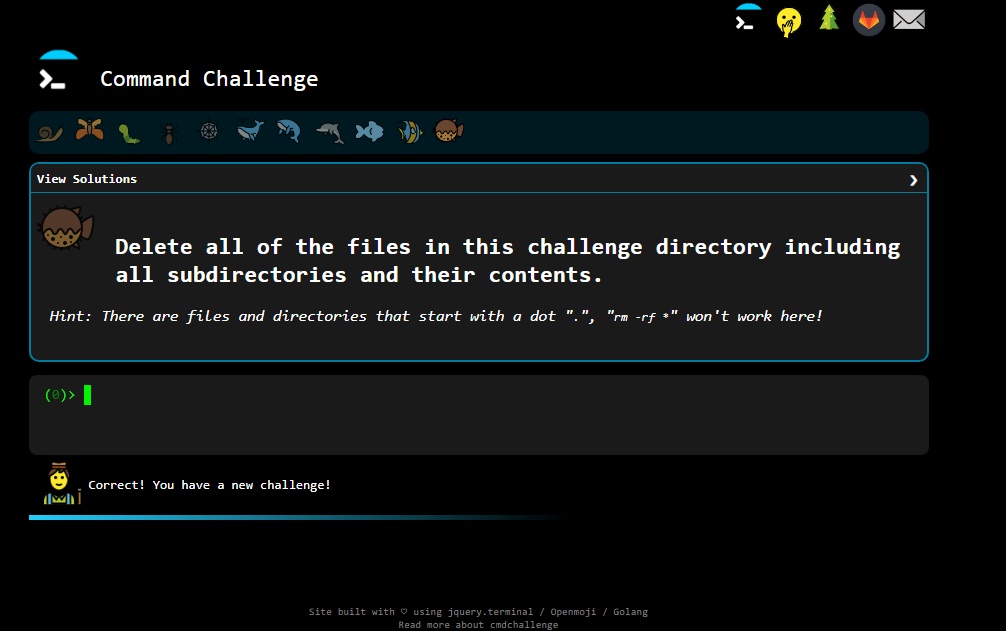 Command Challenge
View Solutions
Delete all of the files in this challenge directory including
all subdirectories and their contents.
Hint: There are files and directories that start with a dot ".", "rm -rf *" won't work here!
(0)>
Correct! You have a new challenge!
Site built with ♡ using jquery.terminal / Openmoji / Golang
Read more about cmdchallenge